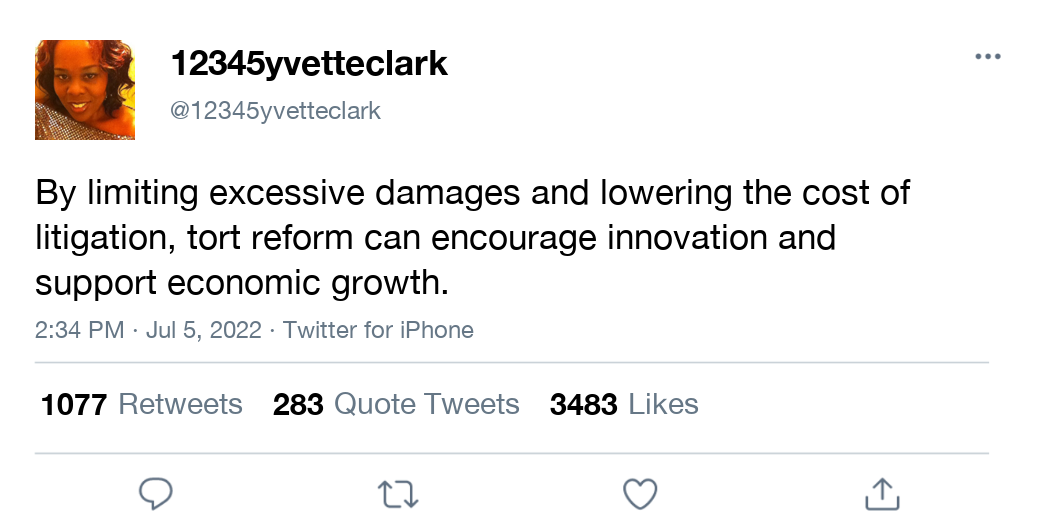 12345yvetteclark
@12345yvetteclark
By limiting excessive damages and lowering the cost of
litigation, tort reform can encourage innovation and
support economic growth.
2:34 PM · Jul 5, 2022 · Twitter for iPhone
1077 Retweets 283 Quote Tweets 3483 Likes